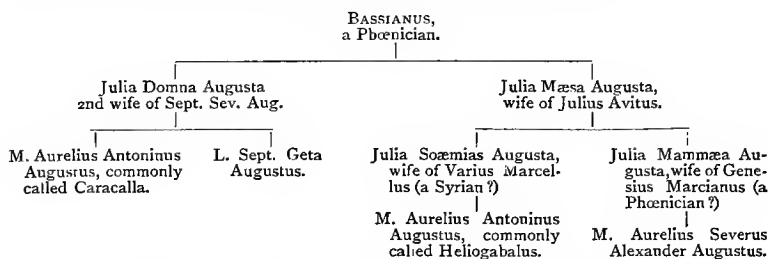 BASSIANUS,
a Phœnician.
Julia Domna Augusta
2nd wife of Sept. Sev. Aug.
Julia Mæsa Augusta,
wife of Julius Avitus.
M. Aurelius Antoninus
Augustus, commonly
called Caracalla.
L. Sept. Geta
Augustus.
Julia Soæmias Augusta,
wife of Varius Marcel-
lus (a Syrian ?)
M. Aurelius Antoninus
Augustus, commonly
called Heliogabalus.
Julia Mammæa Au-
gusta, wife of Gene-
sius Marcianus (a
Phœnician ?)
M. Aurelius Severus
Alexander Augustus.